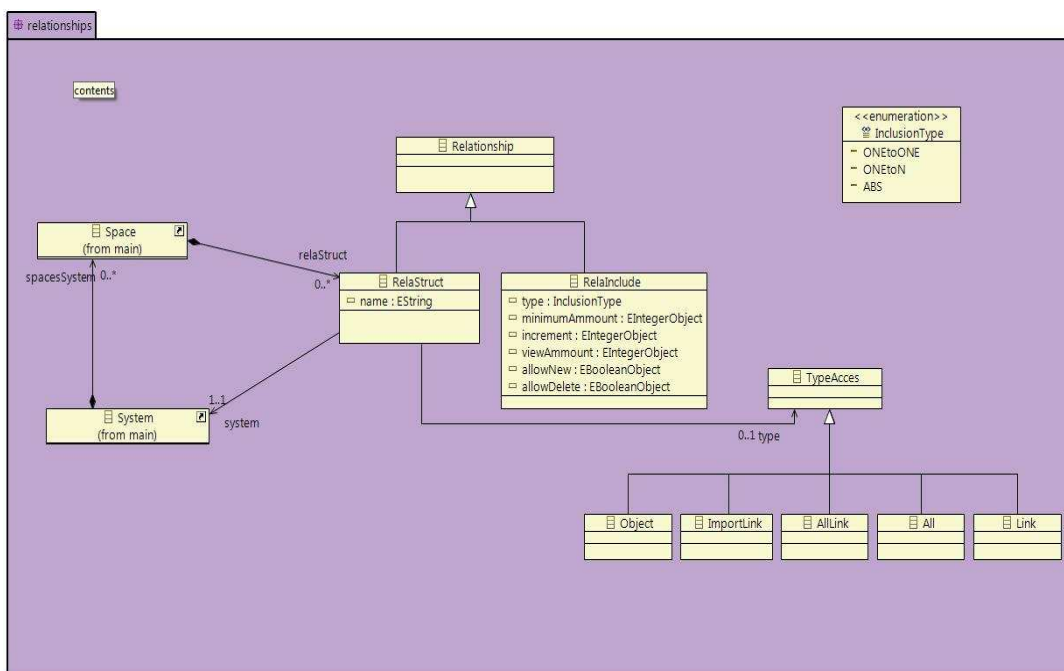 relationships
contents
<<enumeration>>
InclusionType
ONEtoONE
ONEtoN
ABS
Relationship
Space
(from main)
relaStruct
0..*
spacesSystem
0..*
RelaStruct
name : EString
RelaInclude
type : InclusionType
minimumAmmount : EIntegerObject
increment : EIntegerObject
viewAmmount : EIntegerObject
allowNew : EBooleanObject
allowDelete : EBooleanObject
TypeAcces
1..1
system
System
(from main)
0..1 type
Object
ImportLink
AllLink
All
Link